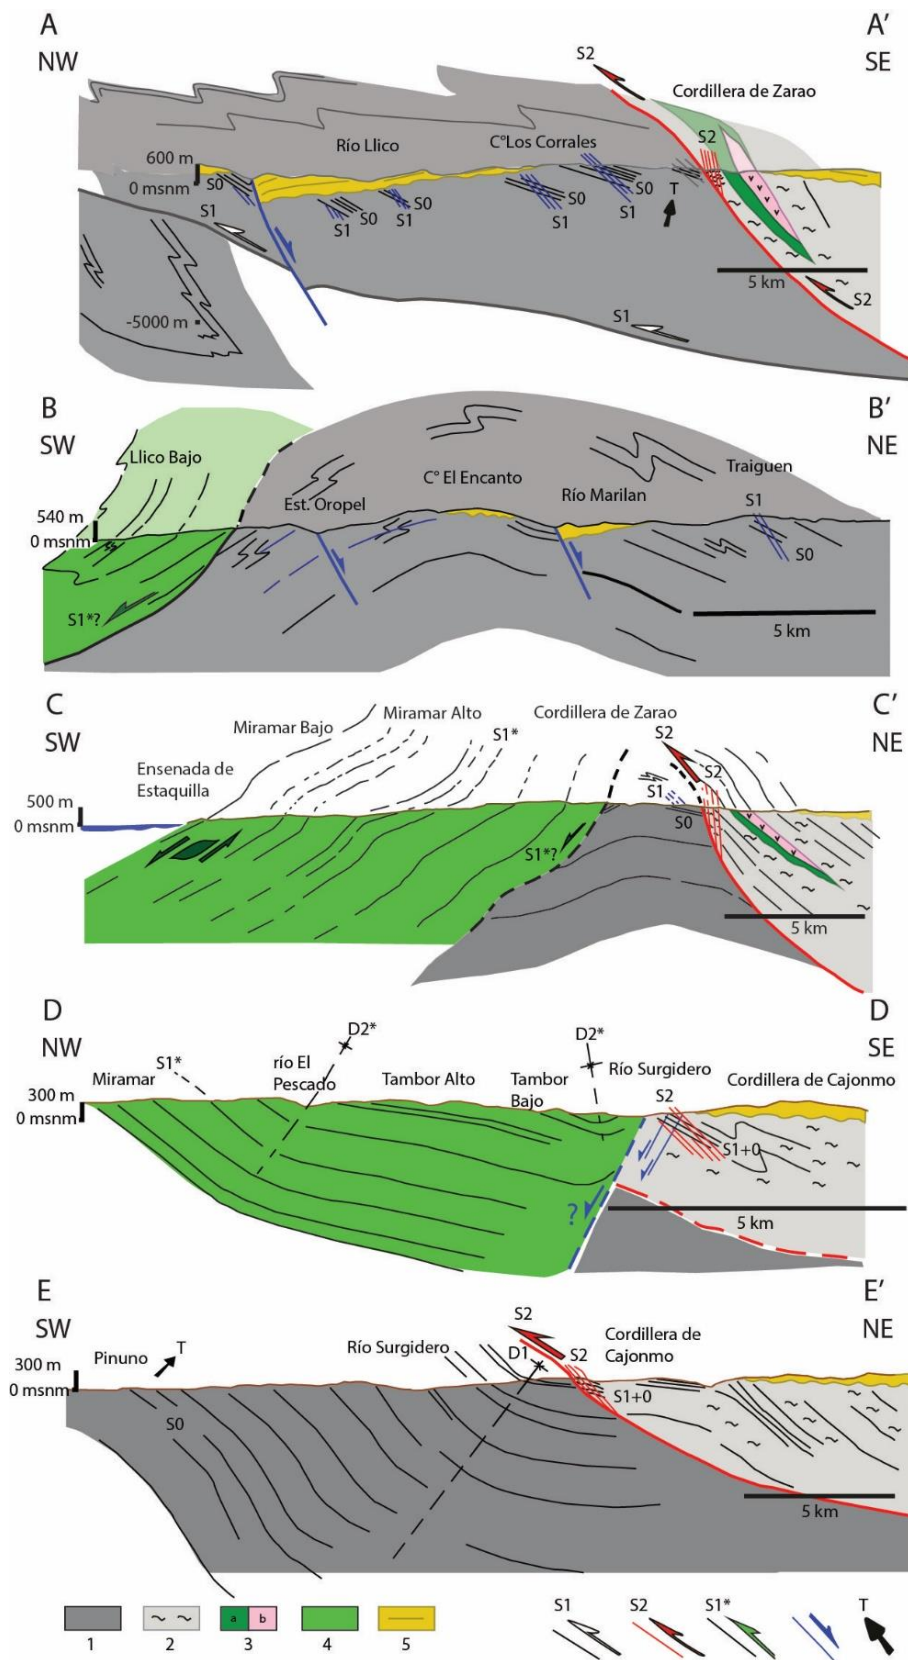 A
NW
A'
SE
S2
Cordillera de Zarao
S2
Río Llico
C°Los Corrales
600 m
0 msnm
S0
S1
S0
S1
S0
S1
S0
S1
S0
S1
T
5 km
S2
-5000 m
S1
B
SW
B'
NE
Llico Bajo
C° El Encanto
Traiguen
Est. Oropel
Río Marilan
S1
540 m
0 msnm
S0
S1*?
5 km
C
SW
C'
NE
Miramar Bajo
Miramar Alto
Cordillera de Zarao
S1*
S2
S2
Ensenada de
Estaquilla
S1
500 m
0 msnm
S0
S1*?
5 km
D
NW
D
SE
D2*
D2*
S1*
río El
Pescado
Río Surgidero
Miramar
Tambor Alto
Tambor
Bajo
Cordillera de Cajonmo
S2
300 m
0 msnm
S1+0
?
5 km
E
SW
E'
NE
S2
Cordillera de
Cajonmo
Pinuno
T
Río Surgidero
D1
S2
300 m
0 msnm
S1+0
S0
5 km
a
b
1
2
3
4
5
S1
S2
S1*
T